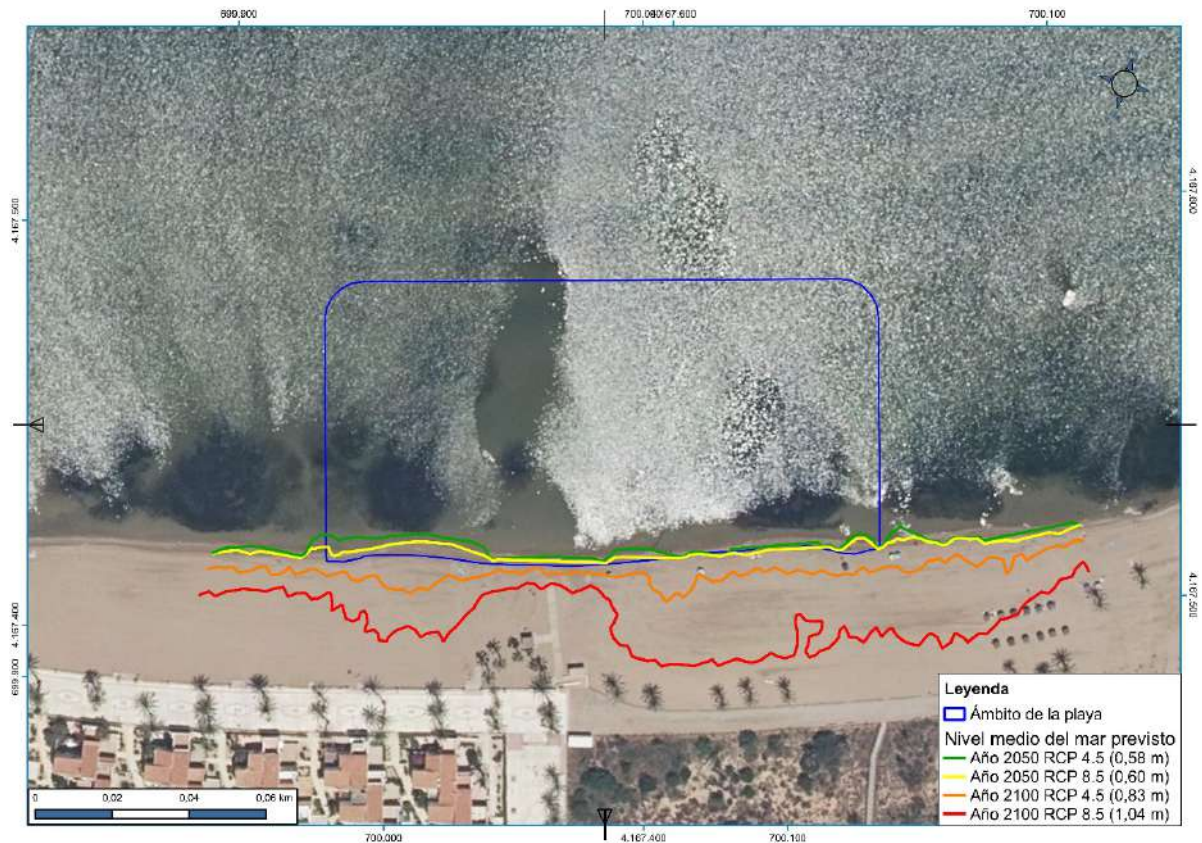 699.900
700.000
4.167.600
700.100
4.167.500
4.167.600
4.167.400
699.900
4.167.500
Leyenda
Ámbito de la playa
Nivel medio del mar previsto
Año 2050 RCP 4.5 (0,58 m)
Año 2050 RCP 8.5 (0,60 m)
Año 2100 RCP 4.5 (0,83 m)
Año 2100 RCP 8.5 (1,04 m)
0 0,02 0,04 0,06 km
700.000
4.167.400
700.100